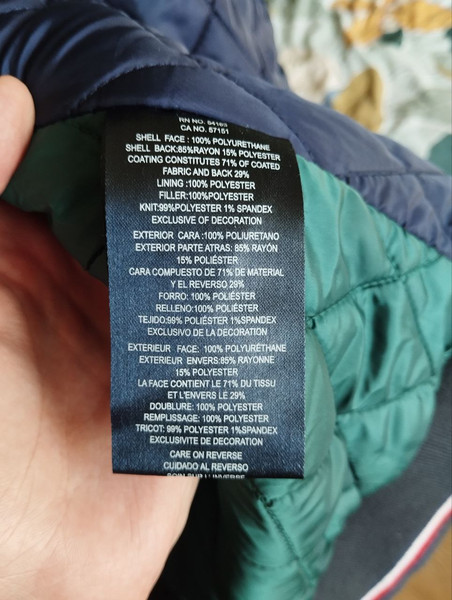 RN NO. 54163
CA NO. 57151
SHELL FACE: 100% POLYURETHANE
SHELL BACK:85%RAYON 15% POLYESTER
COATING CONSTITUTES 71% OF COATED
FABRIC AND BACK 29%
LINING :100%POLYESTER
FILLER:100%POLYESTER
KNIT:99%POLYESTER 1% SPANDEX
EXCLUSIVE OF DECORATION
EXTERIOR CARA :100% POLIURETANO
EXTERIOR PARTE ATRAS: 85% RAYÓN
15% POLIÉSTER
CARA COMPUESTO DE 71% DE MATERIAL
Y EL REVERSO 29%
FORRO: 100% POLIÉSTER
RELLENO:100% POLIÉSTER
TEJIDO:99% POLIÉSTER 1%SPANDEX
EXCLUSIVO DE LA DECORATION
EXTERIEUR FACE: 100% POLYURÉTHANE
EXTERIEUR ENVERS:85% RAYONNE
15% POLYESTER
LA FACE CONTIENT LE 71% DU TISSU
ET L'ENVERS LE 29%
DOUBLURE: 100% POLYESTER
REMPLISSAGE: 100% POLYESTER
TRICOT: 99% POLYESTER 1%SPANDEX
EXCLUSIVITE DE DECORATION
CARE ON REVERSE
CUIDADO AL REVERSO
SOIN SUR L'INVERSE